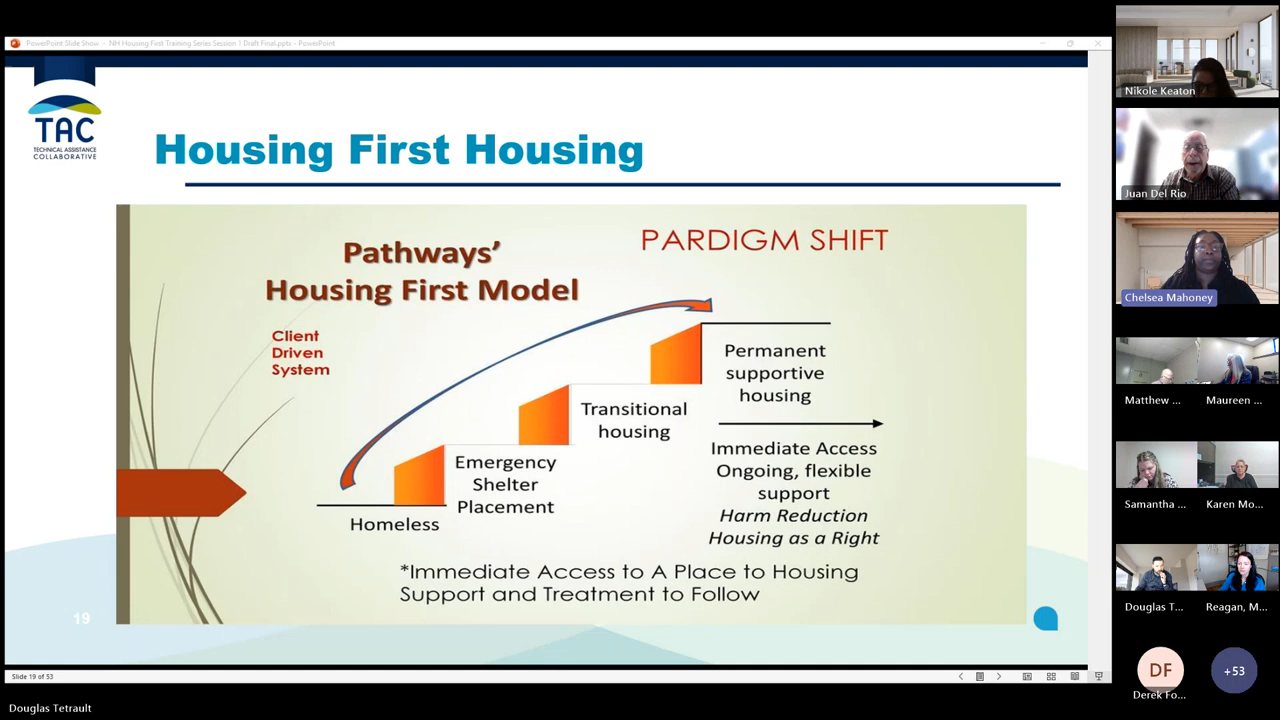 PowerPoint Slide Show - NH Housing First Training Series Session 1 Draft Final.pptx - PowerPoint
TAC
TECHNICAL ASSISTANCE
COLLABORATIVE
Housing First Housing
Pathways’
Housing First Model
PARDIGM SHIFT
Client
Driven
System
Permanent
supportive
housing
Transitional
housing
Emergency
Shelter
Placement
Homeless
Immediate Access
Ongoing, flexible
support
Harm Reduction
Housing as a Right
*Immediate Access to A Place to Housing
Support and Treatment to Follow
19
Slide 19 of 53
Douglas Tetrault
Nikole Keaton
Juan Del Rio
Chelsea Mahoney
Matthew ...
Maureen ...
Samantha ...
Karen Mo...
Douglas T...
Reagan, M...
DF
Derek Fo...
+53